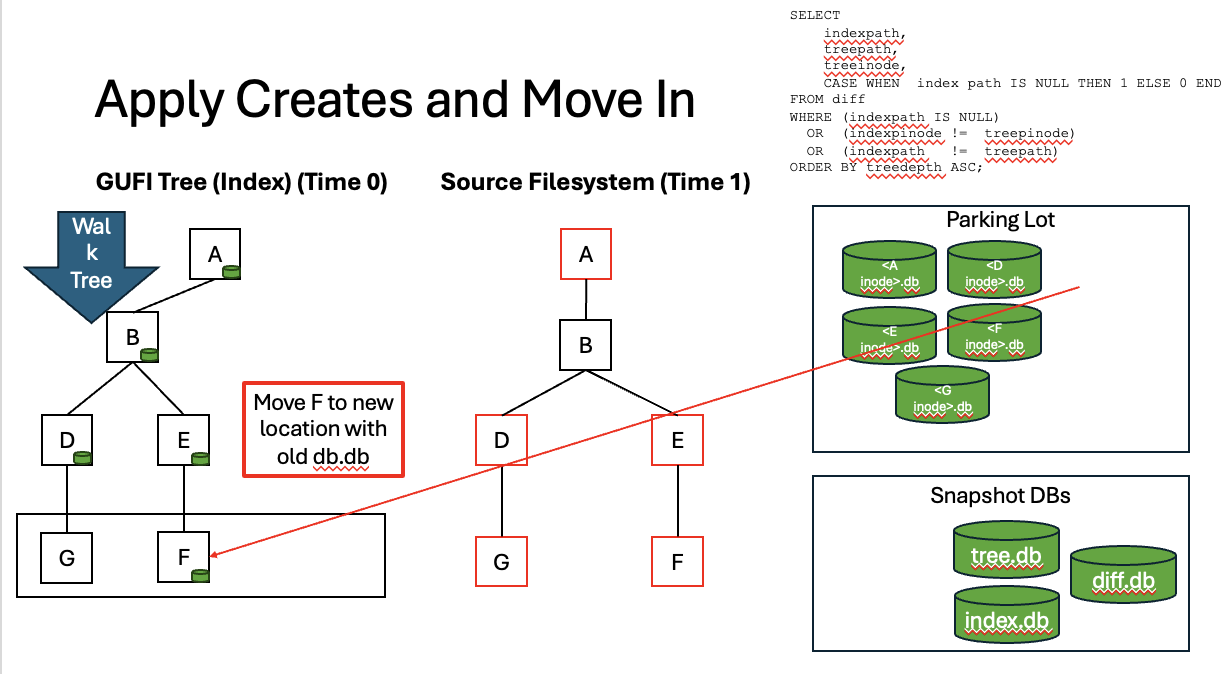 SELECT
indexpath,
treepath,
treeinode,
CASE WHEN index path IS NULL THEN 1 ELSE 0 END
FROM diff
WHERE (indexpath IS NULL)
OR (indexpinode != treepinode)
OR (indexpath != treepath)
ORDER BY treedepth ASC;
Apply Creates and Move In
GUFI Tree (Index) (Time 0)
Source Filesystem (Time 1)
Wal
k
Tree
A
B
D
E
G
F
Move F to new
location with
old db.db
A
B
D
E
G
F
Parking Lot
<A
inode>.db
<D
inode>.db
<E
inode>.db
<F
inode>.db
<G
inode>.db
Snapshot DBs
tree.db
diff.db
index.db